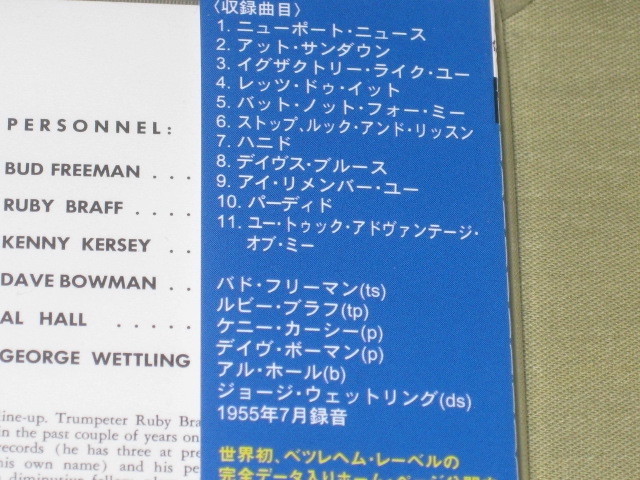 PERSONNEL:
BUD FREEMAN . . .
RUBY BRAFF . . . .
KENNY KERSEY . .
DAVE BOWMAN . .
AL HALL . . . . .
GEORGE WETTLING
line-up. Trumpeter Ruby Bra
in the past couple of years on
records (he has three at pre
his own name) and his pe
diminutive
〈収録曲目〉
1. ニューポート・ニュース
2. アット・サンダウン
3. イグザクトリー・ライク・ユー
4. レッツ・ドゥ・イット
5. バット・ノット・フォー・ミー
6. ストップ、ルック・アンド・リッスン
7. ハニド
8. デイヴス・ブルース
9. アイ・リメンバー・ユー
10. パーディド
11. ユー・トゥック・アドヴァンテージ・
オブ・ミー
バド・フリーマン(ts)
ルビー・ブラフ(tp)
ケニー・カーシー(p)
デイヴ・ボーマン(p)
アル・ホール(b)
ジョージ・ウェットリング(ds)
1955年7月録音
世界初、ベツレヘム・レーベルの
完全データ入りホーム・ページ公開中